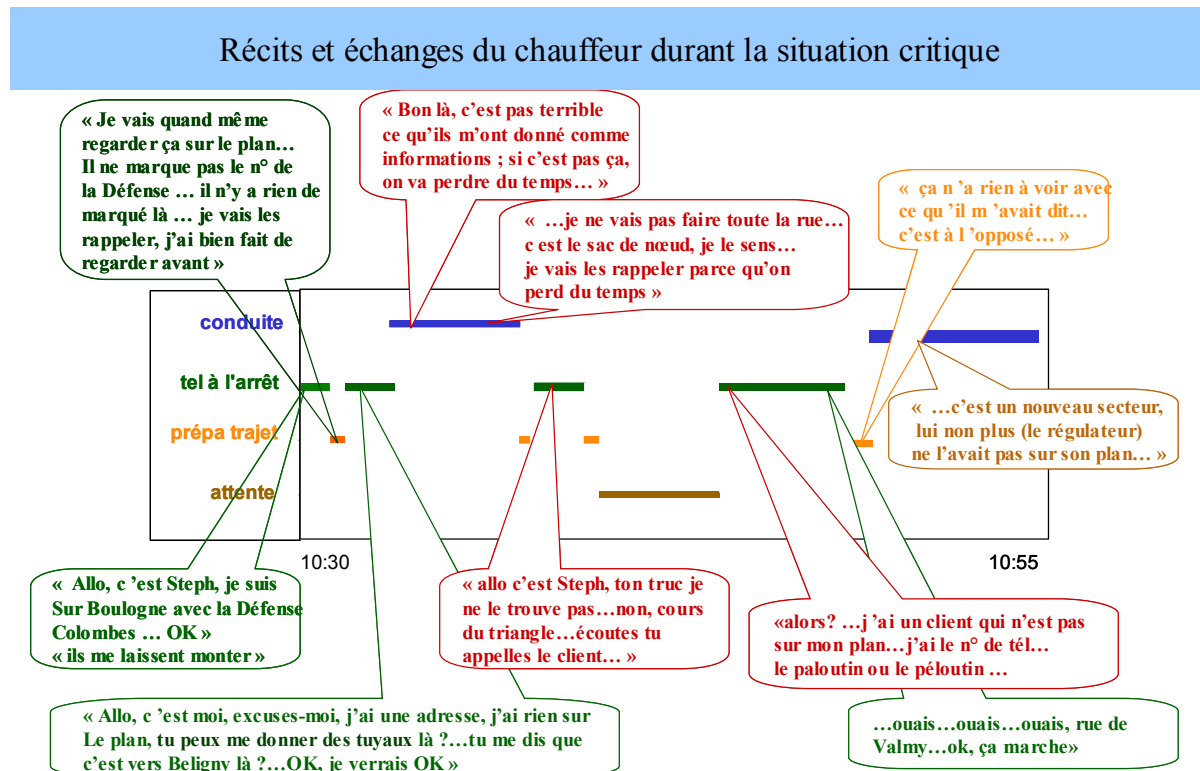 Récits et échanges du chauffeur durant la situation critique
« Je vais quand même
regarder ça sur le plan…
Il ne marque pas le n° de
la Défense … il n'y a rien de
marqué là … je vais les
rappeler, j'ai bien fait de
regarder avant »
« Bon là, c'est pas terrible
ce qu'ils m'ont donné comme
informations ; si c'est pas ça,
on va perdre du temps… »
« …je ne vais pas faire toute la rue…
c est le sac de nœud, je le sens…
je vais les rappeler parce qu'on
perd du temps »
« ça n 'a rien à voir avec
ce qu 'il m 'avait dit…
c'est à l 'opposé… »
conduite
tel à l'arrêt
prépa trajet
attente
« …c'est un nouveau secteur,
lui non plus (le régulateur)
ne l'avait pas sur son plan… »
10:30
10:55
« Allo, c 'est Steph, je suis
Sur Boulogne avec la Défense
Colombes … OK »
« ils me laissent monter »
« allo c'est Steph, ton truc je
ne le trouve pas…non, cours
du triangle…écoutes tu
appelles le client… »
«alors? …j 'ai un client qui n'est pas
sur mon plan…j'ai le n° de tél…
le paloutin ou le péloutin …
« Allo, c 'est moi, excuses-moi, j'ai une adresse, j'ai rien sur
Le plan, tu peux me donner des tuyaux là ?…tu me dis que
c'est vers Beligny là ?…OK, je verrais OK »
…ouais…ouais…ouais, rue de
Valmy…ok, ça marche»